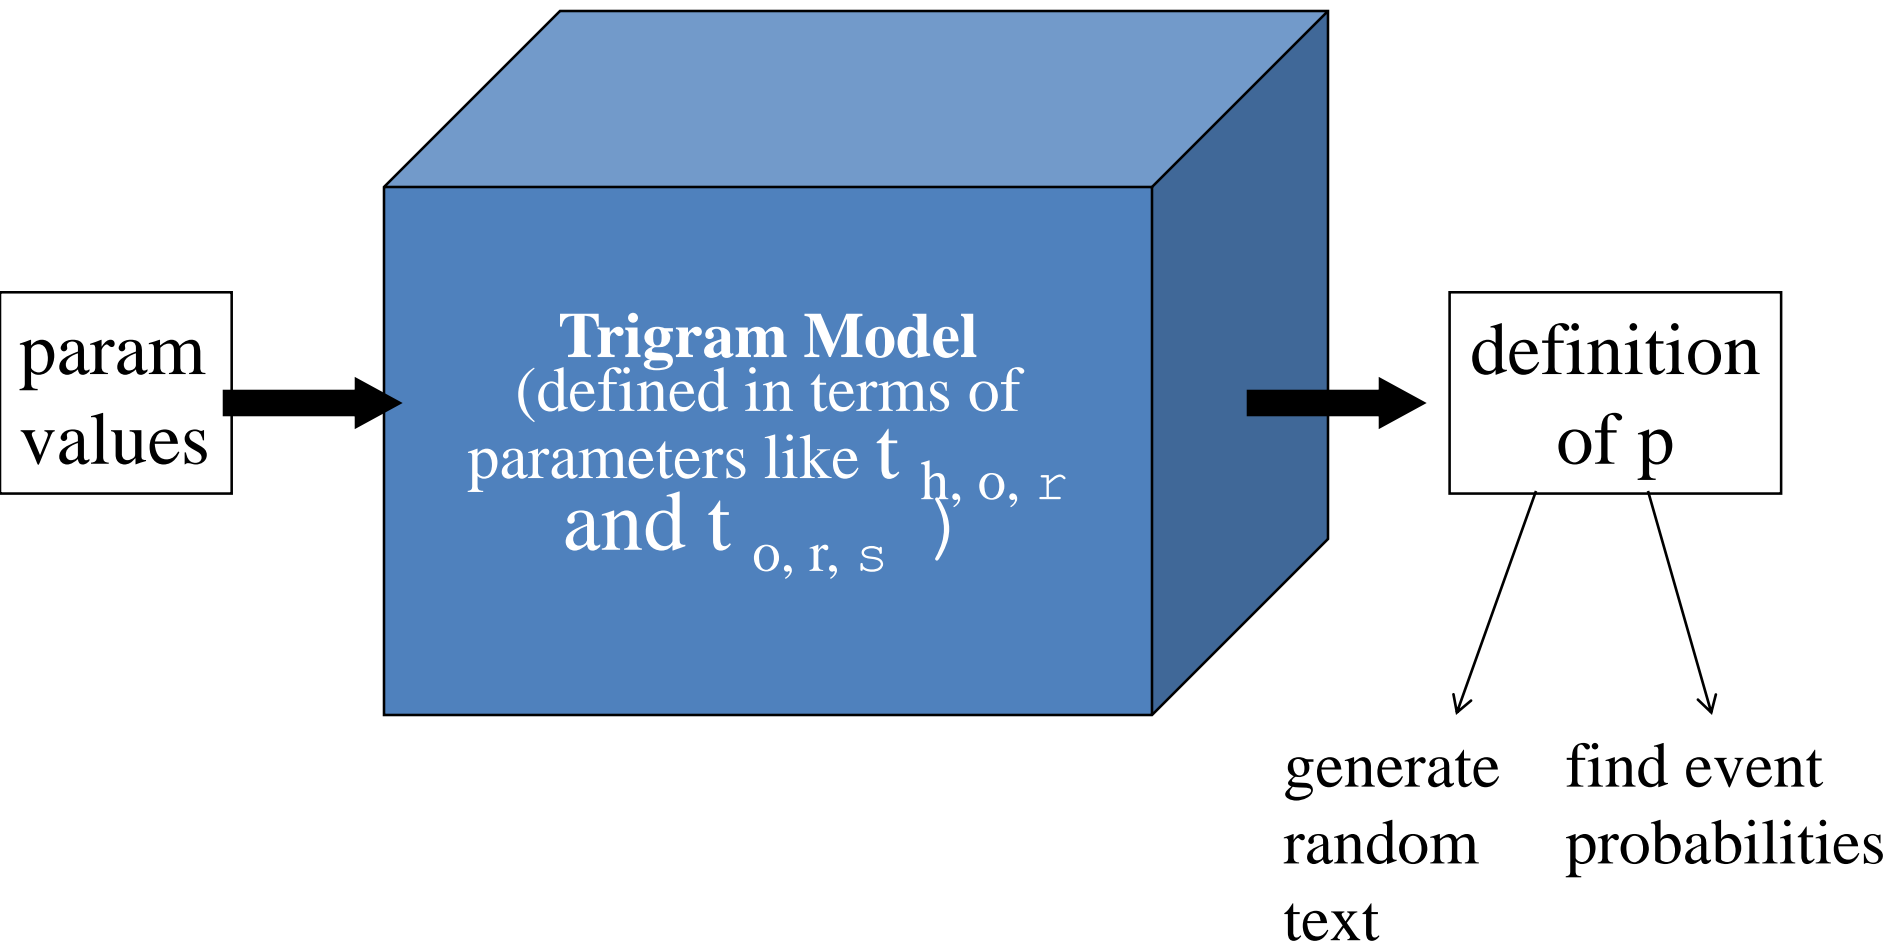 param
values
Trigram Model
(defined in terms of
parameters like t h, o, r
and t o, r, s )
definition
of p
generate
random
text
find event
probabilities